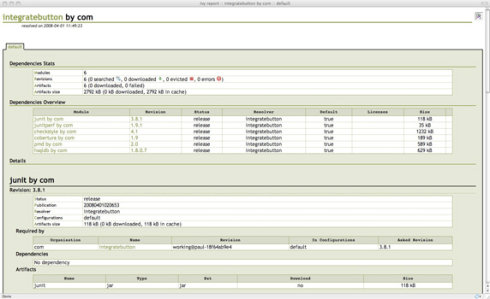 ivy report :: integratebutton by com :: default
integratebutton by com
resolved on 2008-04-01 11:49:33
default
Dependencies Stats
Modules 6
Revisions 6 (0 searched, 0 downloaded, 0 evicted, 0 errors)
Artifacts 6 (0 downloaded, 0 failed)
Artifacts size 2792 kB (0 kB downloaded, 2792 kB in cache)
Dependencies Overview
Module Revision Status Resolver Default Licenses Size
junit by com 3.8.1 release integratebutton true 118 kB
junitperf by com 1.9.1 release integratebutton true 35 kB
checkstyle by com 4.1 release integratebutton true 1232 kB
cobertura by com 1.9 release integratebutton true 189 kB
pmd by com 2.0 release integratebutton true 589 kB
hsqldb by com 1.8.0.7 release integratebutton true 629 kB
Details
junit by com
Revision: 3.8.1
Status release
Publication 20080401020653
Resolver integratebutton
Configurations default
Artifacts size 118 kB (0 kB downloaded, 118 kB in cache)
Required by
Organisation Name Revision In Configurations Asked Revision
com integratebutton working@paul-18f64ab9e4 default 3.8.1
Dependencies
No dependency
Artifacts
Name Type Ext Download Size
junit jar jar no 118 kB
Done